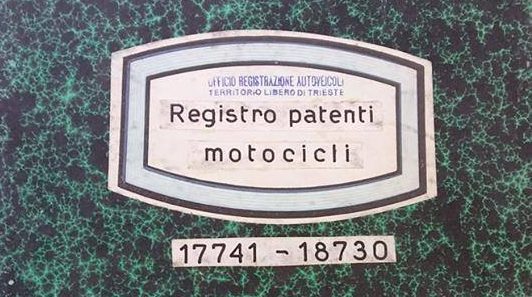 UFFICIO REGISTRAZIONE AUTOVEICOLI
TERRITORIO LIBERO DI TRIESTE
Registro patenti
motocicli
17741 - 18730